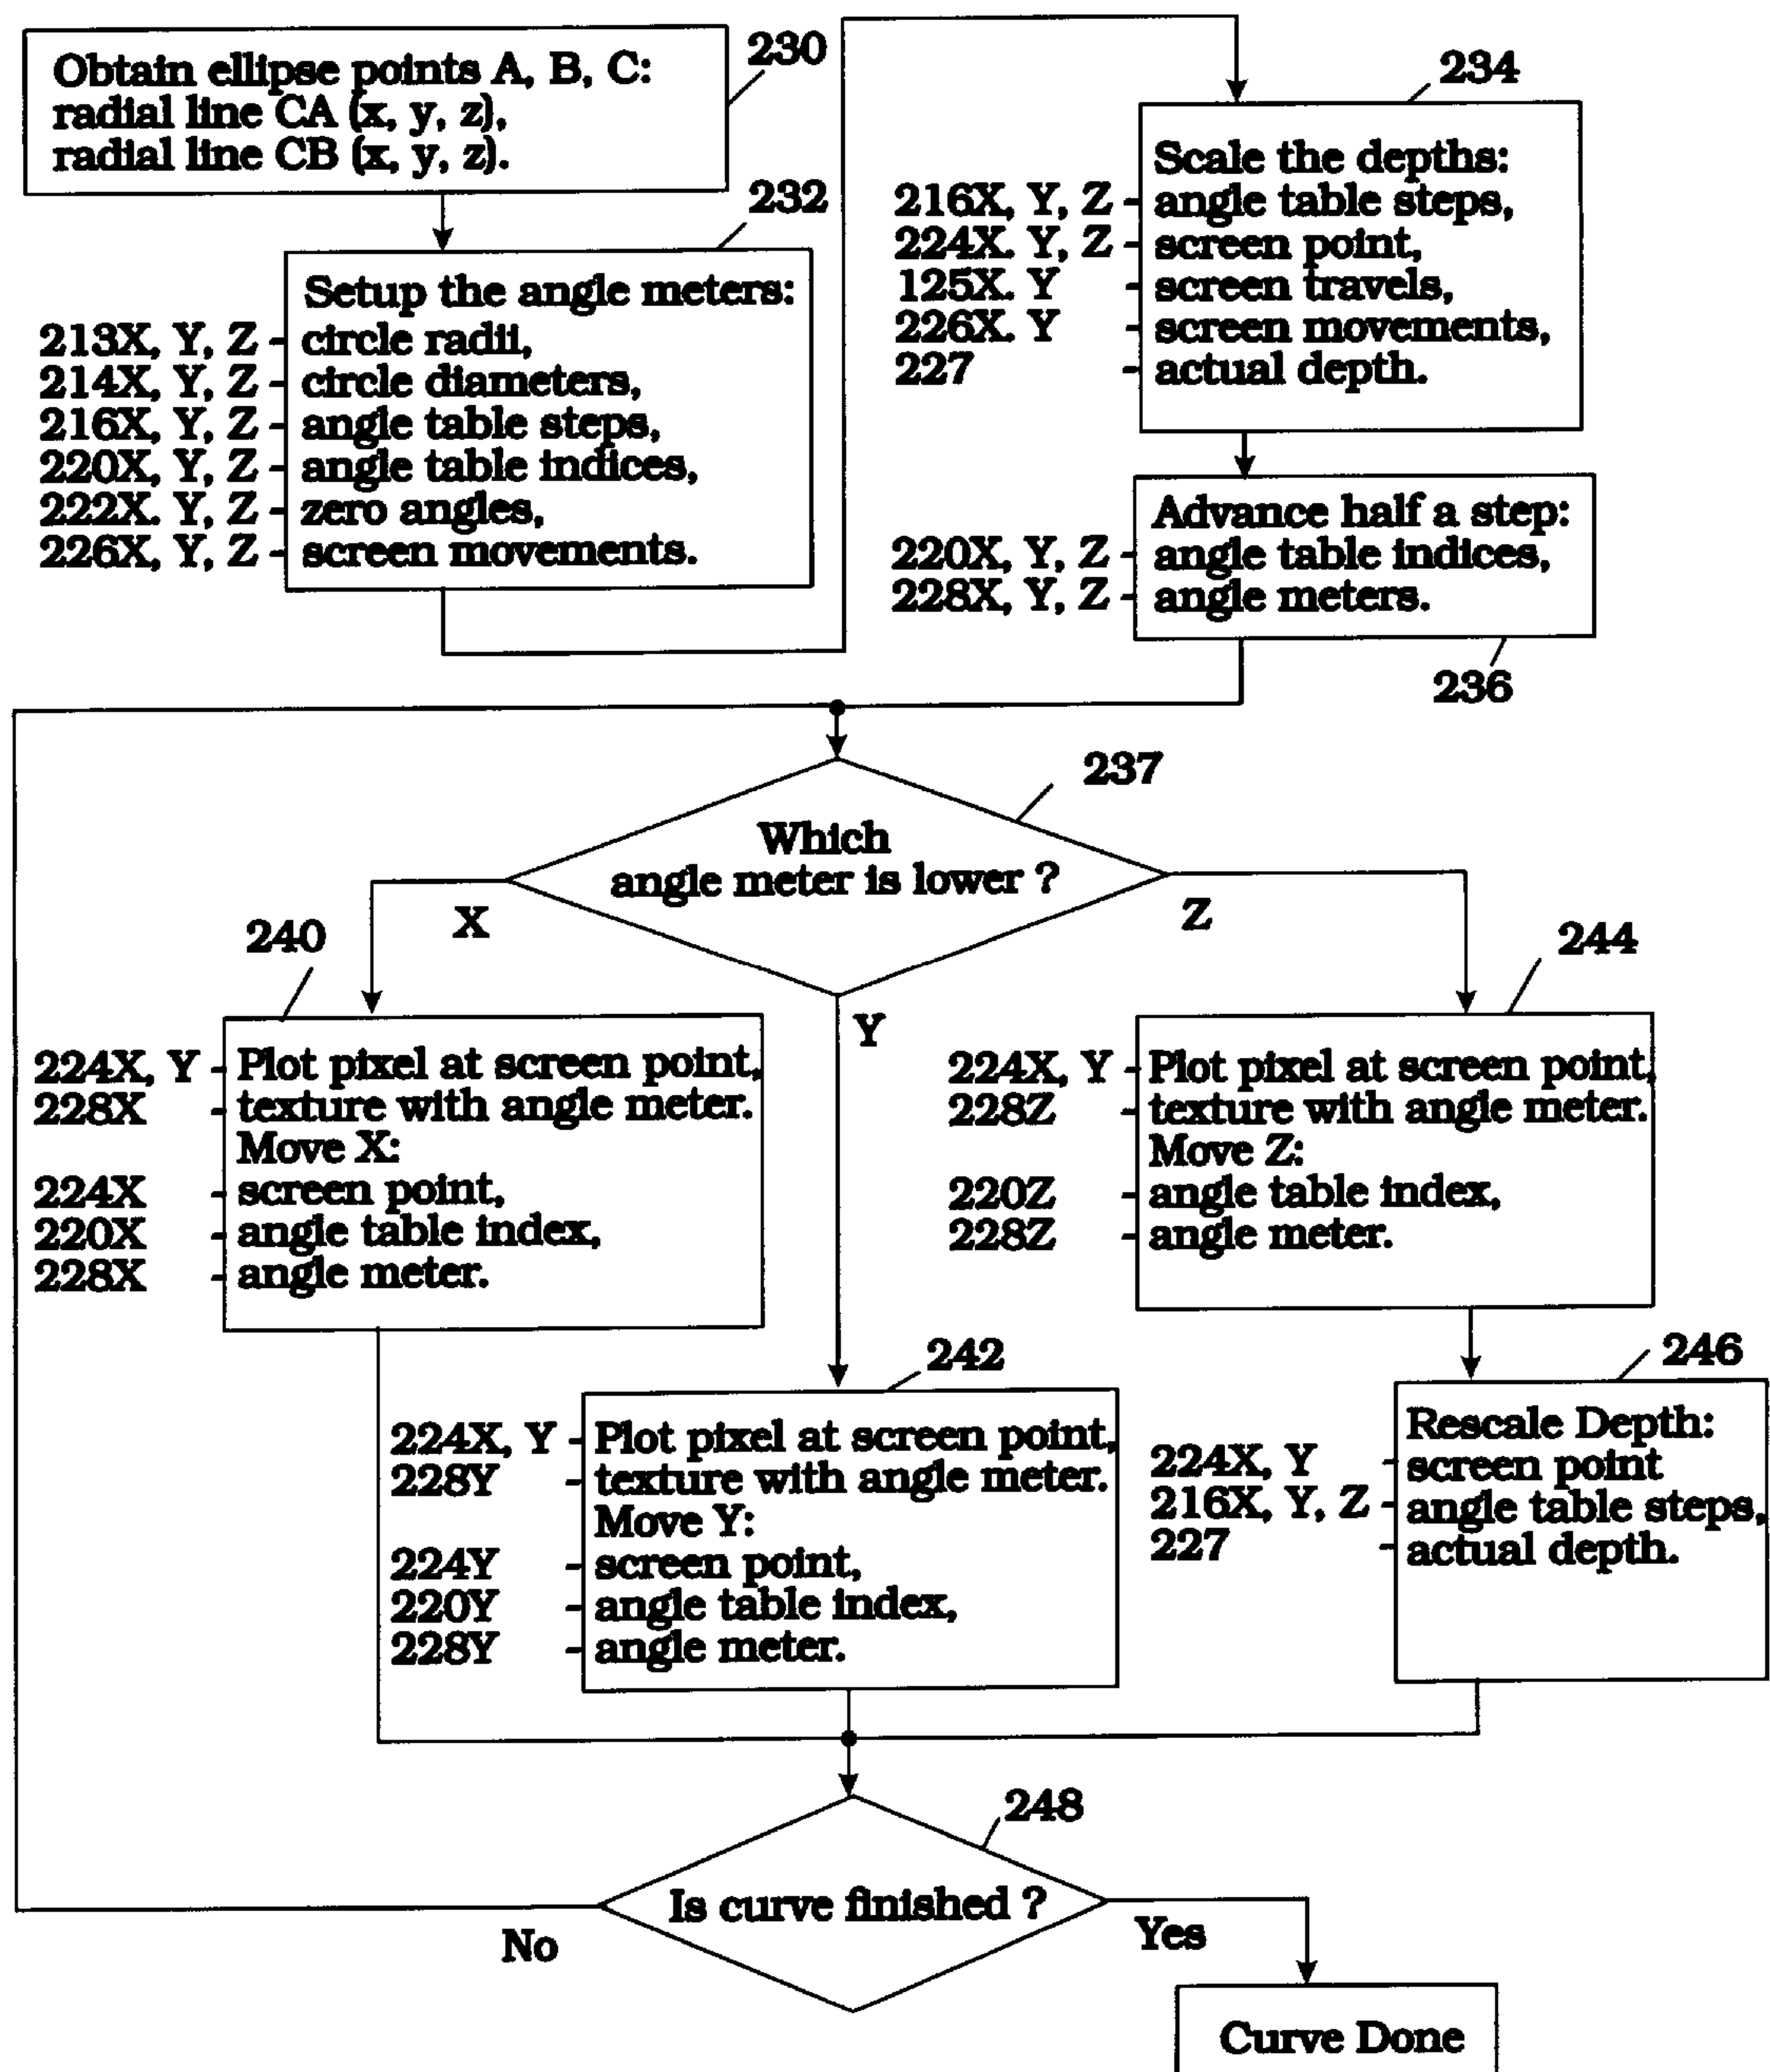 230
Obtain ellipse points A, B, C:
radial line CA (x, y, z),
radial line CB (x, y, z).
232
Setup the angle meters:
213X, Y, Z - circle radii,
214X, Y, Z - circle diameters,
216X, Y, Z - angle table steps,
220X, Y, Z - angle table indices,
222X. Y, Z - zero angles,
226X, Y, Z - screen movements.
234
Scale the depths:
216X, Y, Z - angle table steps,
224X. Y, Z - screen point,
125X. Y - screen travels,
226X. Y - screen movements,
227 - actual depth.
Advance half a step:
220X, Y, Z - angle table indices,
228X, Y, Z - angle meters.
236
237
Which
angle meter is lower ?
X
Y
Z
240
224X, Y - Plot pixel at screen point,
228X - texture with angle meter.
Move X:
224X - screen point,
220X - angle table index,
228X - angle meter.
244
224X, Y - Plot pixel at screen point,
228Z - texture with angle meter.
Move Z:
220Z - angle table index,
228Z - angle meter.
242
224X, Y - Plot pixel at screen point,
228Y - texture with angle meter.
Move Y:
224Y - screen point,
220Y - angle table index,
228Y - angle meter.
246
Rescale Depth:
224X, Y - screen point
216X, Y, Z - angle table steps,
227 - actual depth.
248
Is curve finished ?
No
Yes
Curve Done